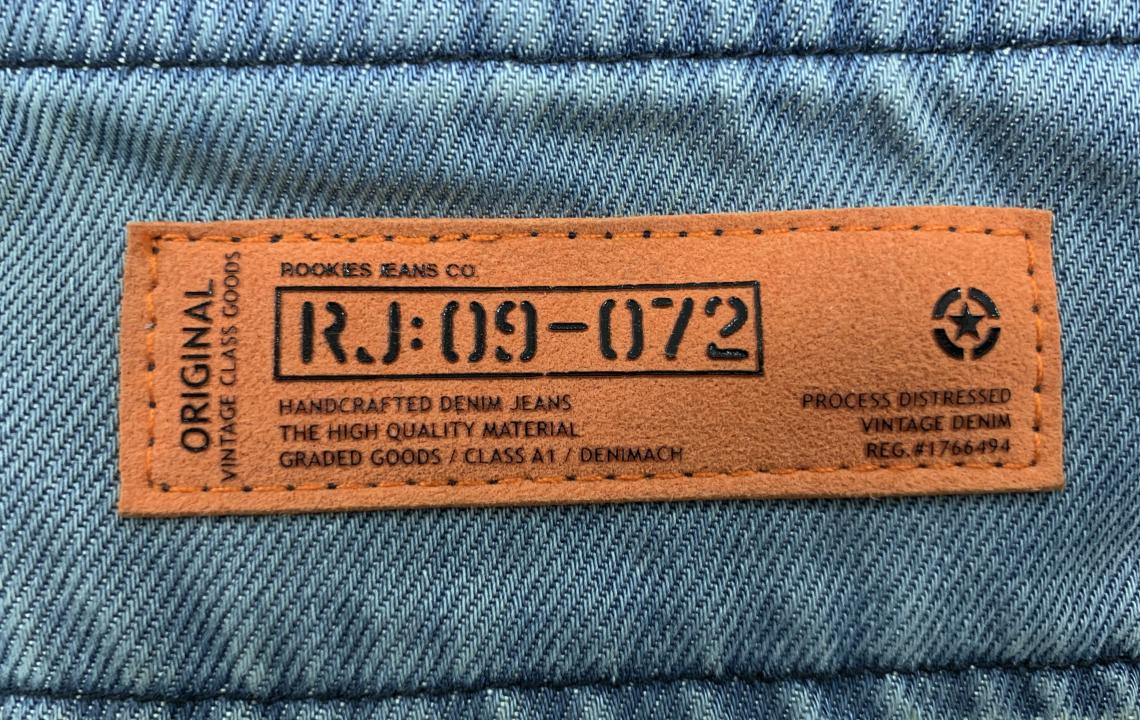 ORIGINAL
VINTAGE CLASS GOODS
ROOKIES JEANS CO.
RJ:09-072
HANDCRAFTED DENIM JEANS
THE HIGH QUALITY MATERIAL
GRADED GOODS / CLASS A1 / DENIMACH
PROCESS DISTRESSED
VINTAGE DENIM
REG.#1766494